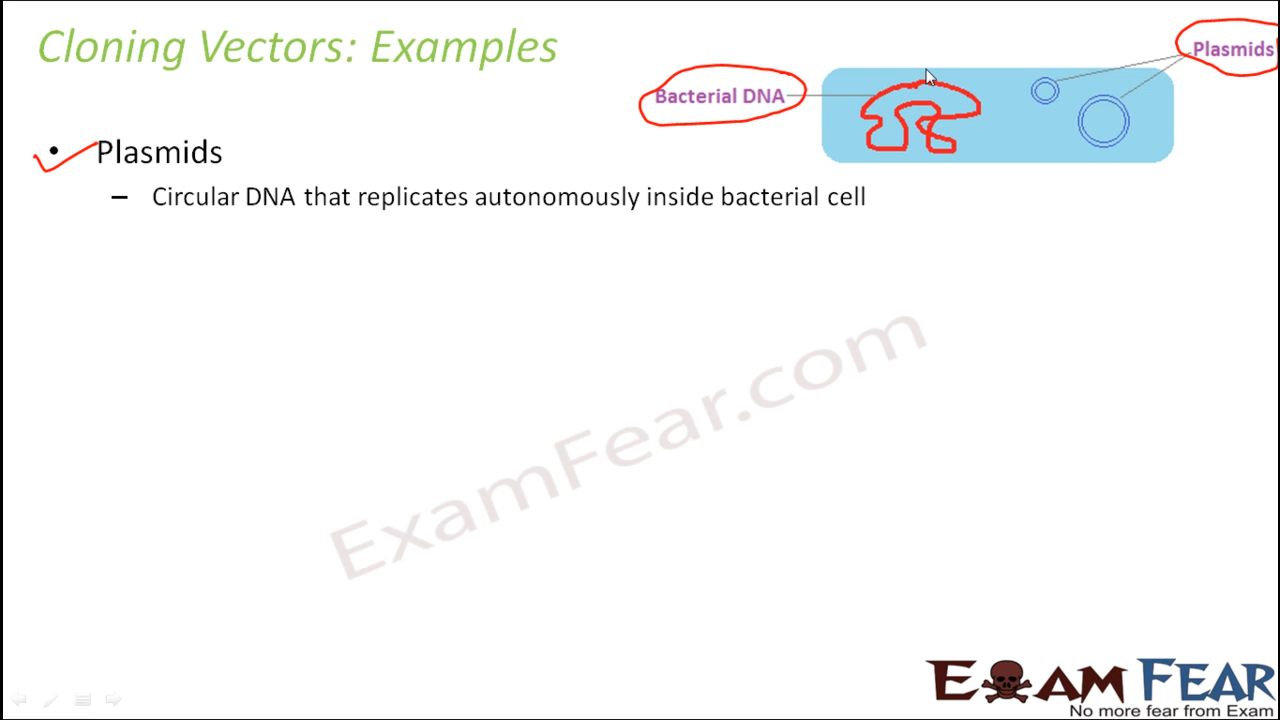 Cloning Vectors: Examples
Plasmids
Bacterial DNA
• Plasmids
– Circular DNA that replicates autonomously inside bacterial cell
ExamFear.com
EXAM FEAR
No more fear from Exam